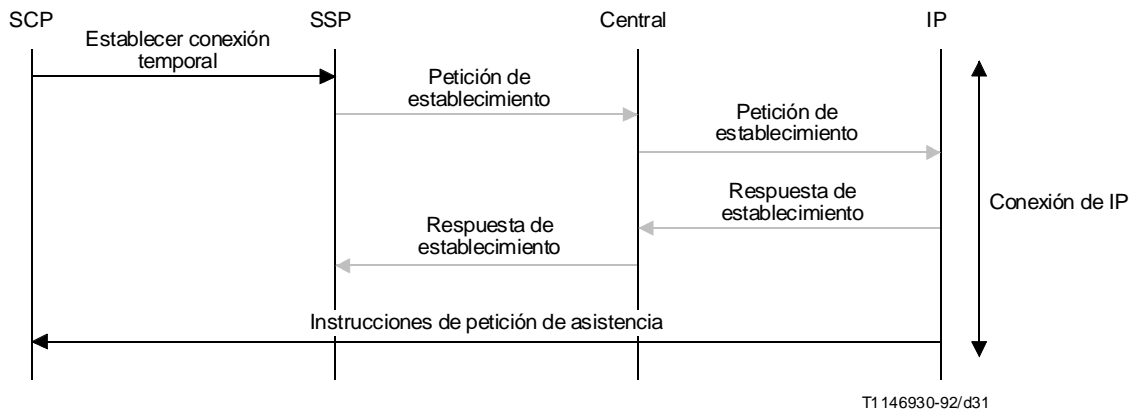 SCP
SSP
Central
IP
Establecer conexión
temporal
Petición de
establecimiento
Petición de
establecimiento
Respuesta de
establecimiento
Conexión de IP
Respuesta de
establecimiento
Instrucciones de petición de asistencia
T1146930-92/d31